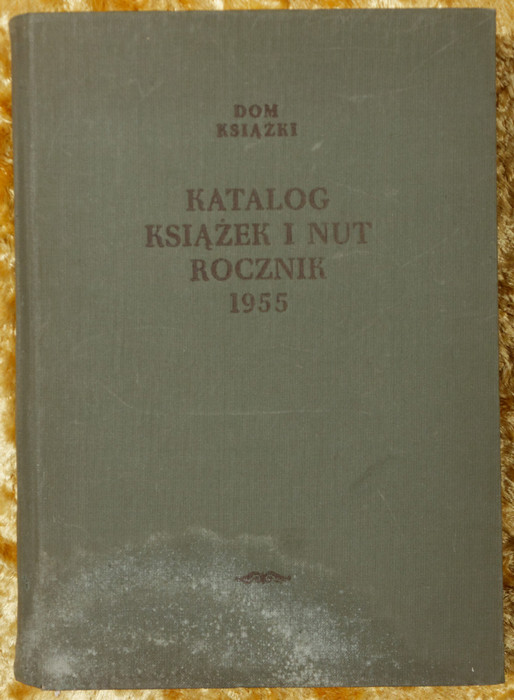 DOM
KSIĄŻKI
KATALOG
KSIĄŻEK I NUT
ROCZNIK
1955